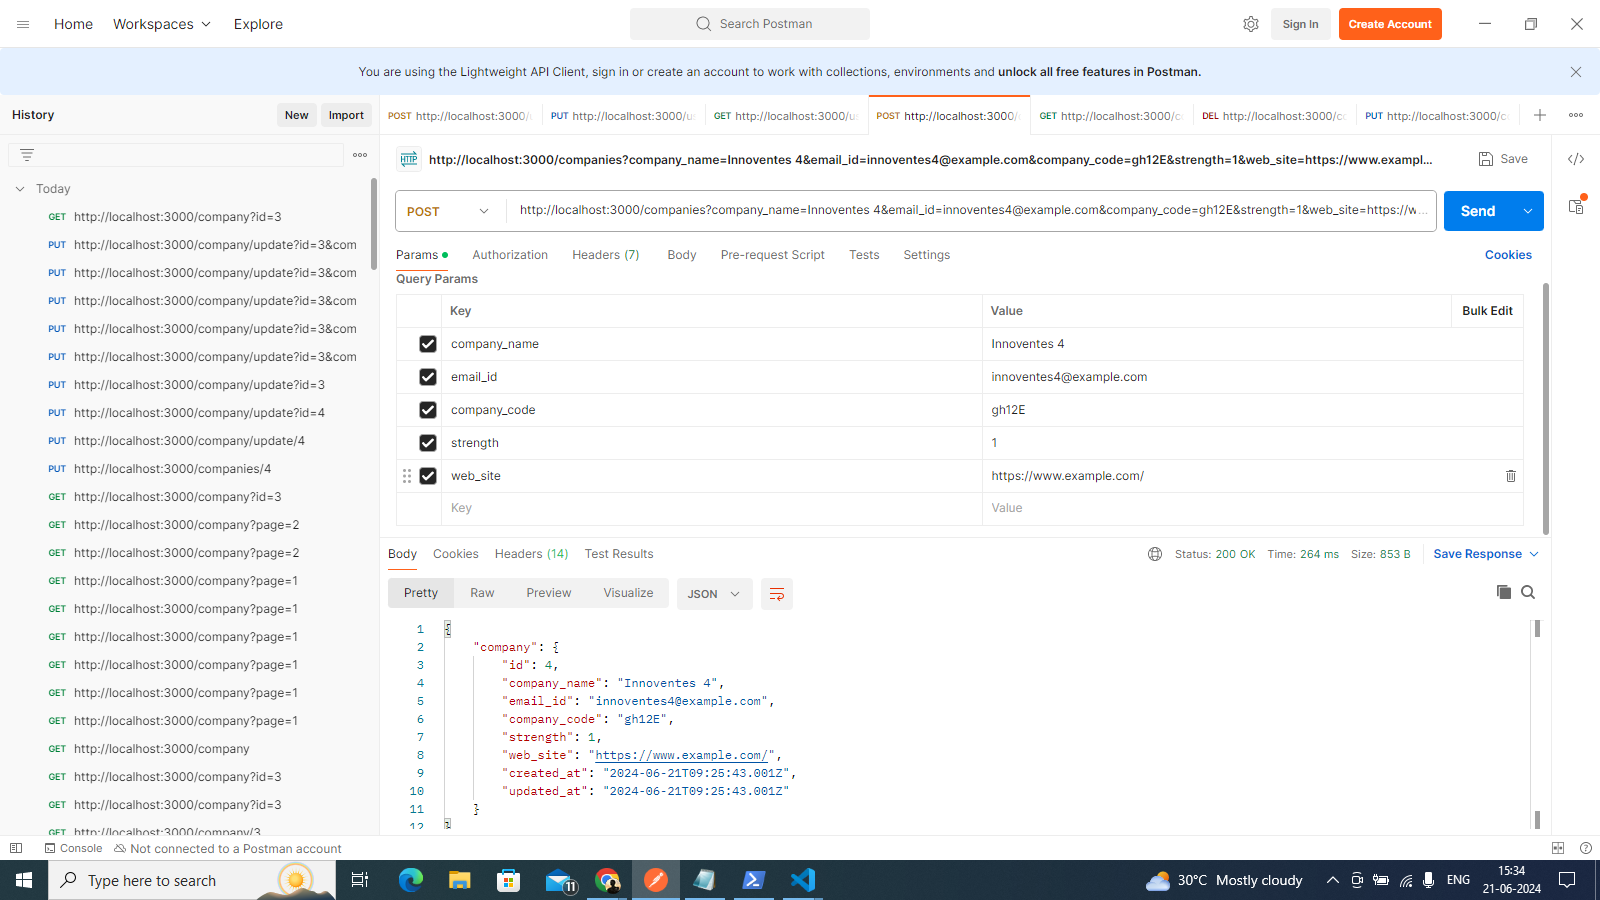 Home
Workspaces
Explore
Search Postman
Sign In
Create Account
You are using the Lightweight API Client, sign in or create an account to work with collections, environments and unlock all free features in Postman.
History
New
Import
POST http://localhost:3000/
PUT http://localhost:3000/
GET http://localhost:3000/
POST http://localhost:3000/
GET http://localhost:3000/
DEL http://localhost:3000/
PUT http://localhost:3000/
HTTP
http://localhost:3000/companies?company_name=Innoventes 4&email_id=innoventes4@example.com&company_code=gh12E&strength=1&web_site=https://www.exampl...
Save
Today
GET http://localhost:3000/company?id=3
PUT http://localhost:3000/company/update?id=3&com
PUT http://localhost:3000/company/update?id=3&com
PUT http://localhost:3000/company/update?id=3&com
PUT http://localhost:3000/company/update?id=3&com
PUT http://localhost:3000/company/update?id=3&com
PUT http://localhost:3000/company/update?id=3
PUT http://localhost:3000/company/update?id=4
PUT http://localhost:3000/company/update/4
PUT http://localhost:3000/companies/4
GET http://localhost:3000/company?id=3
GET http://localhost:3000/company?page=2
GET http://localhost:3000/company?page=2
GET http://localhost:3000/company?page=1
GET http://localhost:3000/company?page=1
GET http://localhost:3000/company?page=1
GET http://localhost:3000/company?page=1
GET http://localhost:3000/company?page=1
GET http://localhost:3000/company?page=1
GET http://localhost:3000/company
GET http://localhost:3000/company?id=3
GET http://localhost:3000/company?id=3
GET http://localhost:3000/company/3
POST
http://localhost:3000/companies?company_name=Innoventes 4&email_id=innoventes4@example.com&company_code=gh12E&strength=1&web_site=https://w...
Send
Params
Authorization
Headers (7)
Body
Pre-request Script
Tests
Settings
Cookies
Query Params
Key
Value
Bulk Edit
company_name
Innoventes 4
email_id
innoventes4@example.com
company_code
gh12E
strength
1
web_site
https://www.example.com/
Key
Value
Body
Cookies
Headers (14)
Test Results
Status: 200 OK
Time: 264 ms
Size: 853 B
Save Response
Pretty
Raw
Preview
Visualize
JSON
1 {
2 "company": {
3 "id": 4,
4 "company_name": "Innoventes 4",
5 "email_id": "innoventes4@example.com",
6 "company_code": "gh12E",
7 "strength": 1,
8 "web_site": "https://www.example.com/",
9 "created_at": "2024-06-21T09:25:43.001Z",
10 "updated_at": "2024-06-21T09:25:43.001Z"
11 }
12 }
Console
Not connected to a Postman account
Type here to search
11
30°C Mostly cloudy
ENG
15:34
21-06-2024